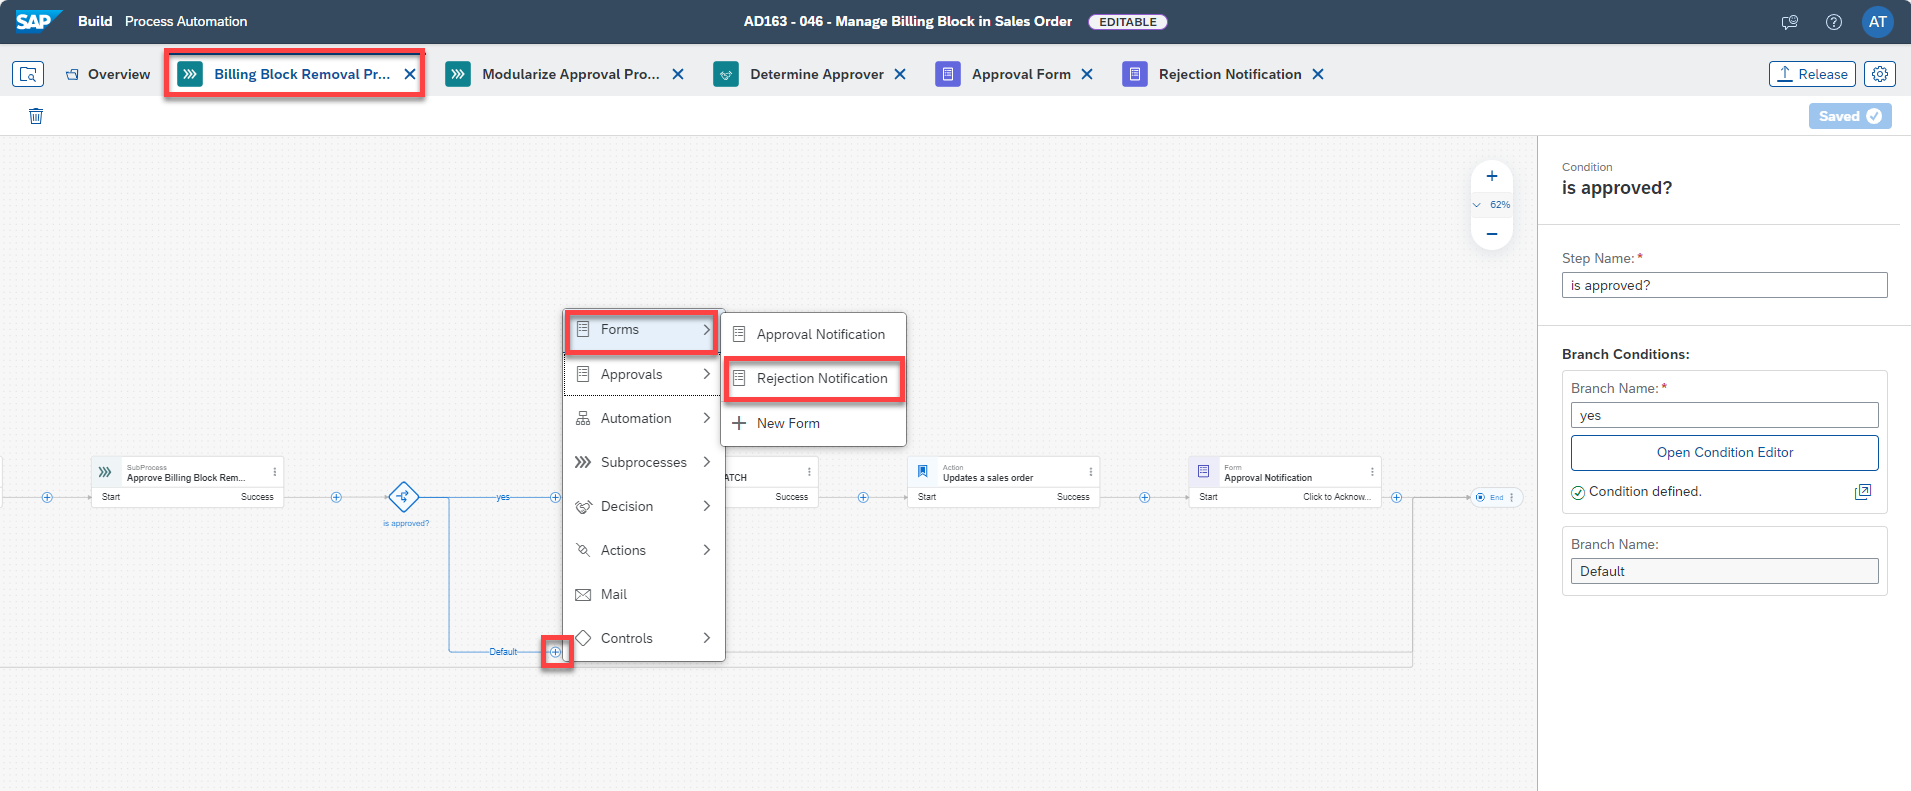 SAP Build Process Automation
AD163 - 046 - Manage Billing Block in Sales Order EDITABLE
AT
Overview
Billing Block Removal Pr...
Modularize Approval Pro...
Determine Approver
Approval Form
Rejection Notification
Release
Saved
62%
Condition
is approved?
Step Name: *
is approved?
Branch Conditions:
Branch Name: *
yes
Open Condition Editor
Condition defined.
Branch Name:
Default
Forms
Approvals
Automation
Subprocesses
Decision
Actions
Mail
Controls
Approval Notification
Rejection Notification
New Form
SubProcess
Approve Billing Block Rem...
Start Success
is approved?
yes
Default
ATCH
Success
Action
Updates a sales order
Start Success
Form
Approval Notification
Start Click to Acknow...
End